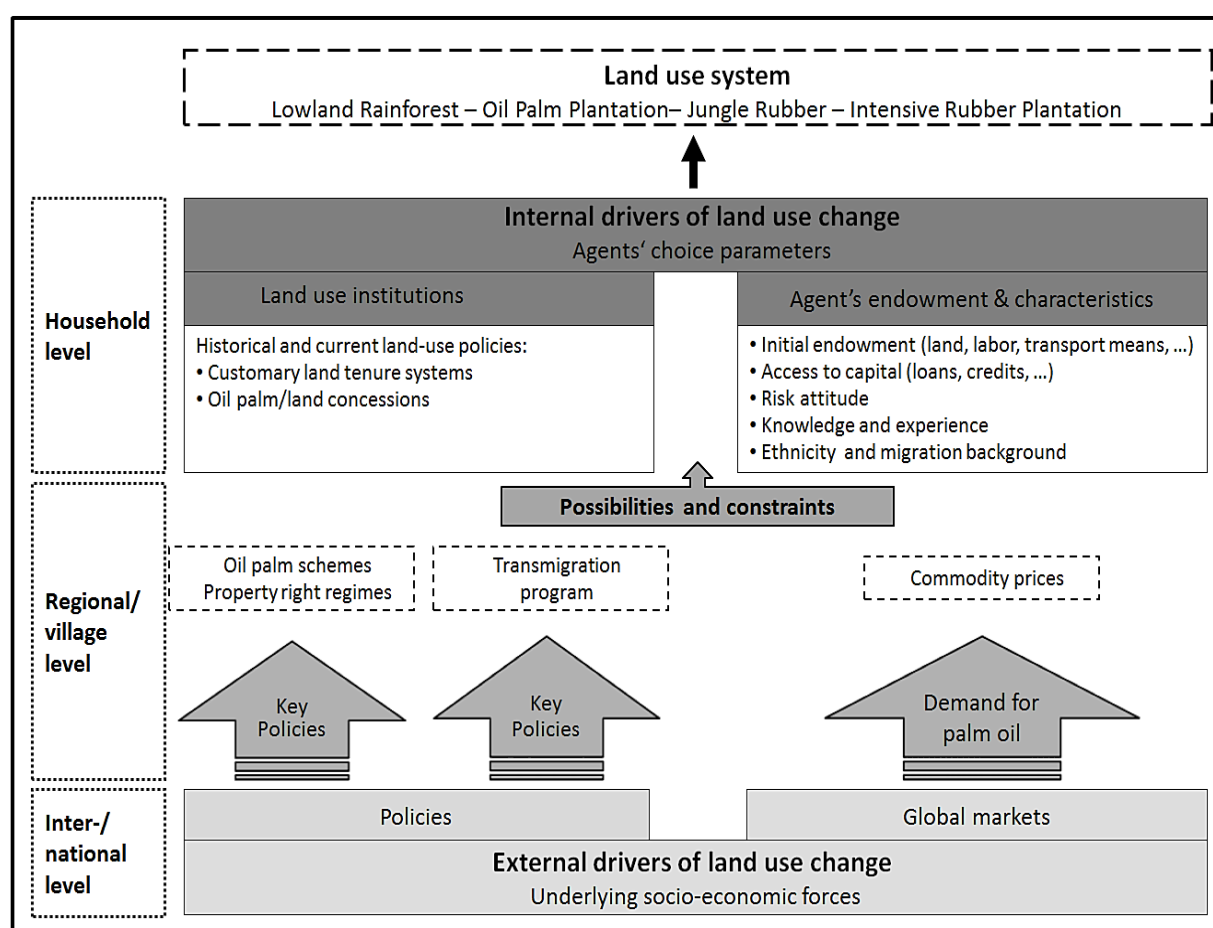 Land use system
Lowland Rainforest – Oil Palm Plantation– Jungle Rubber – Intensive Rubber Plantation
Household
level
Internal drivers of land use change
Agents‘ choice parameters
Land use institutions
Historical and current land-use policies:
• Customary land tenure systems
• Oil palm/land concessions
Agent’s endowment & characteristics
• Initial endowment (land, labor, transport means, ...)
• Access to capital (loans, credits, ...)
• Risk attitude
• Knowledge and experience
• Ethnicity and migration background
Possibilities and constraints
Regional/
village
level
Oil palm schemes
Property right regimes
Transmigration
program
Commodity prices
Key
Policies
Key
Policies
Demand for
palm oil
Inter-/
national
level
Policies
Global markets
External drivers of land use change
Underlying socio-economic forces